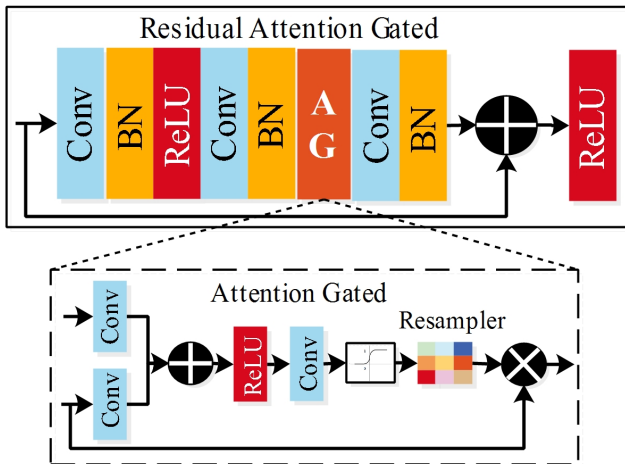 Residual Attention Gated
Conv
BN
ReLU
Conv
BN
A
G
Conv
BN
ReLU
Attention Gated
Conv
Conv
ReLU
Conv
Resampler